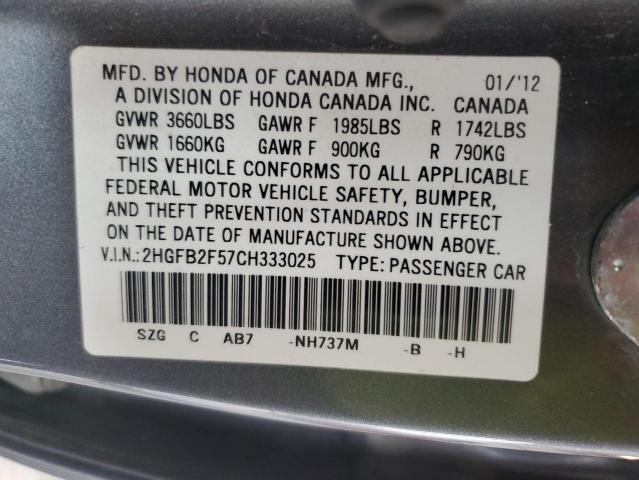 MFD. BY HONDA OF CANADA MFG., 01/'12
A DIVISION OF HONDA CANADA INC. CANADA
GVWR 3660LBS GAWR F 1985LBS R 1742LBS
GVWR 1660KG GAWR F 900KG R 790KG
THIS VEHICLE CONFORMS TO ALL APPLICABLE
FEDERAL MOTOR VEHICLE SAFETY, BUMPER,
AND THEFT PREVENTION STANDARDS IN EFFECT
ON THE DATE OF MANUFACTURE SHOWN ABOVE.
V.I.N.:2HGFB2F57CH333025 TYPE:PASSENGER CAR
SZG C AB7 -NH737M -B -H